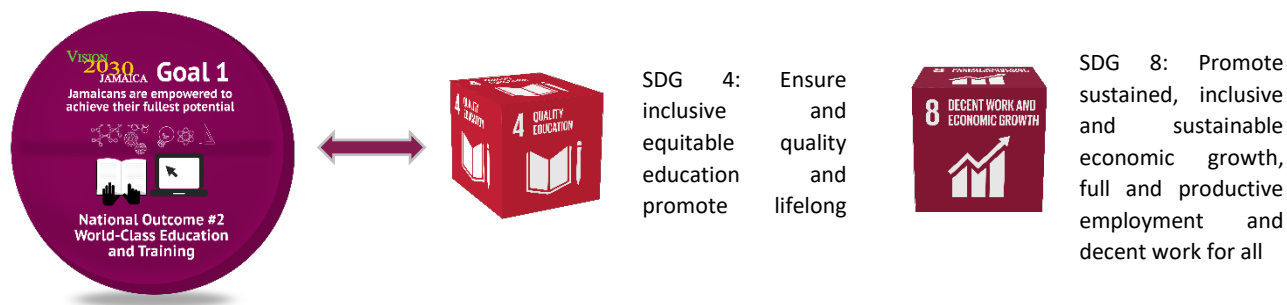 VISION
2030
JAMAICA
Goal 1
Jamaicans are empowered to
achieve their fullest potential
National Outcome #2
World-Class Education
and Training
4 QUALITY
EDUCATION
4 QUALITY
EDUCATION
SDG 4: Ensure
inclusive and
equitable quality
education and
promote lifelong
8 DECENT WORK AND
ECONOMIC GROWTH
SDG 8: Promote
sustained, inclusive
and sustainable
economic growth,
full and productive
employment and
decent work for all